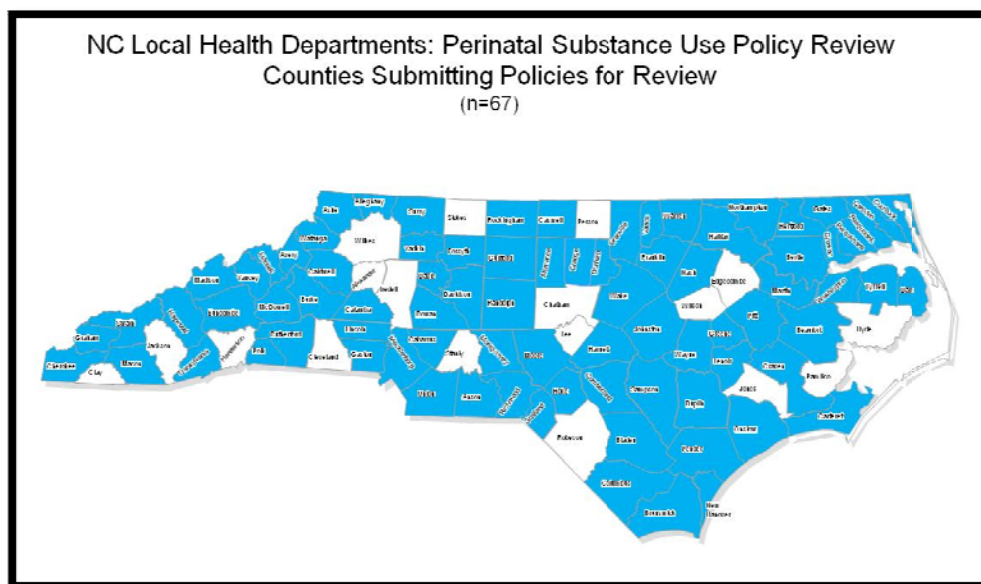 NC Local Health Departments: Perinatal Substance Use Policy Review
Counties Submitting Policies for Review
(n=67)
Ashe
Alleghany
Surry
Stokes
Rockingham
Caswell
Person
Granville
Vance
Warren
Northampton
Gates
Hertford
Halifax
Watauga
Wilkes
Yadkin
Forsyth
Guilford
Alamance
Orange
Durham
Franklin
Bertie
Avery
Caldwell
Alexander
Iredell
Davie
Davidson
Randolph
Chatham
Wake
Nash
Edgecombe
Martin
Washington
Tyrrell
Dare
Madison
Yancey
Mitchell
McDowell
Burke
Catawba
Rowan
Lee
Johnston
Wilson
Pitt
Beaufort
Hyde
Swain
Haywood
Buncombe
Rutherford
Lincoln
Cabarrus
Stanly
Montgomery
Moore
Harnett
Wayne
Greene
Lenoir
Craven
Pamlico
Graham
Jackson
Henderson
Polk
Cleveland
Gaston
Mecklenburg
Cherokee
Clay
Macon
Transylvania
Union
Anson
Richmond
Scotland
Hoke
Cumberland
Sampson
Duplin
Jones
Carteret
Onslow
Robeson
Bladen
Pender
Columbus
Brunswick
New
Hanover